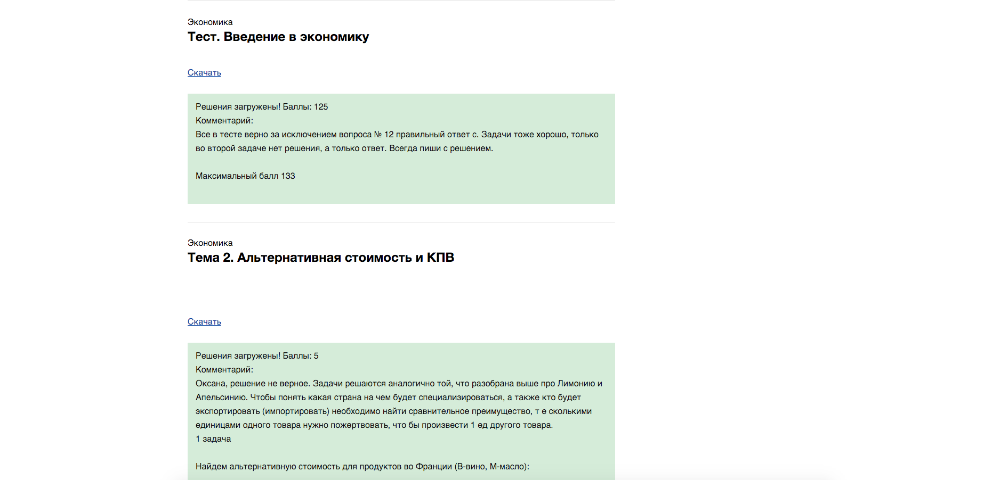 Экономика
Тест. Введение в экономику
Скачать
Решения загружены! Баллы: 125
Комментарий:
Все в тесте верно за исключением вопроса № 12 правильный ответ с. Задачи тоже хорошо, только
во второй задаче нет решения, а только ответ. Всегда пиши с решением.
Максимальный балл 133
Экономика
Тема 2. Альтернативная стоимость и КПВ
Скачать
Решения загружены! Баллы: 5
Комментарий:
Оксана, решение не верное. Задачи решаются аналогично той, что разобрана выше про Лимонию и
Апельсинию. Чтобы понять какая страна на чем будет специализироваться, а также кто будет
экспортировать (импортировать) необходимо найти сравнительное преимущество, т е сколькими
единицами одного товара нужно пожертвовать, что бы произвести 1 ед другого товара.
1 задача
Найдем альтернативную стоимость для продуктов во Франции (В-вино, М-масло):